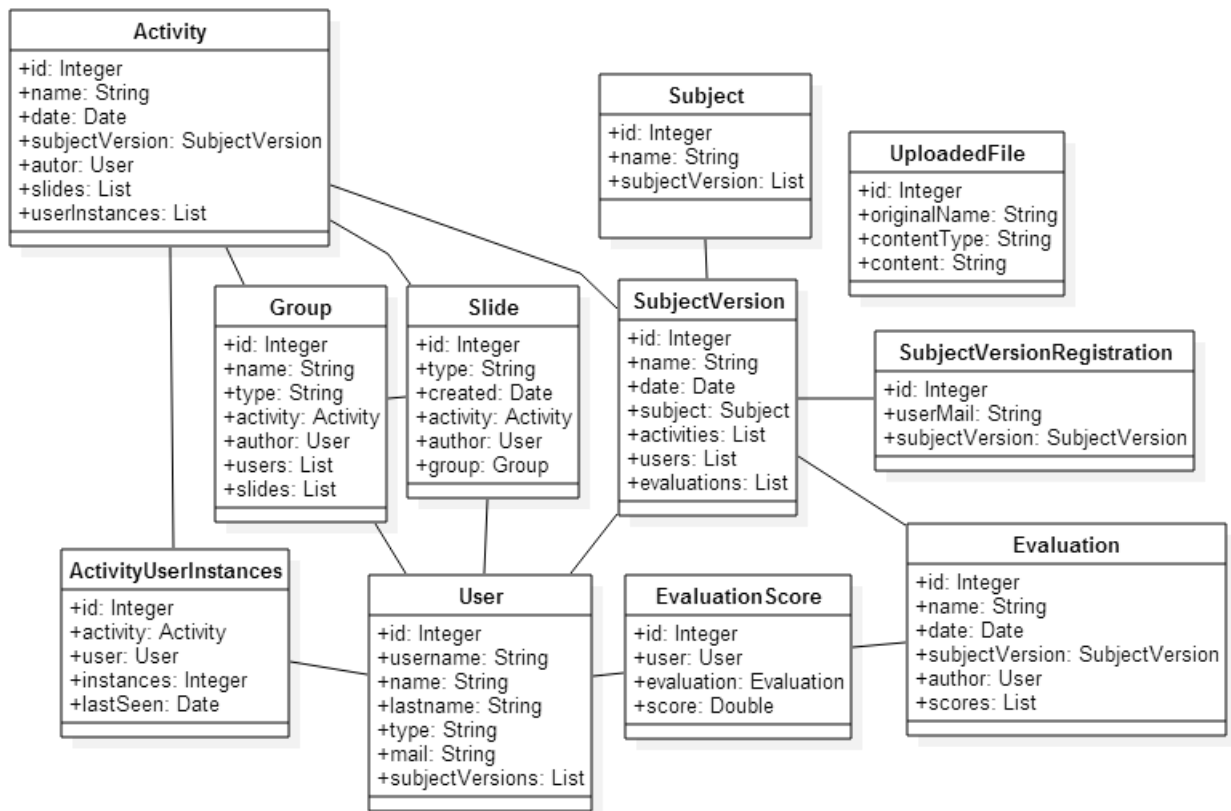 Activity
+id: Integer
+name: String
+date: Date
+subjectVersion: SubjectVersion
+autor: User
+slides: List
+userInstances: List
Subject
+id: Integer
+name: String
+subjectVersion: List
UploadedFile
+id: Integer
+originalName: String
+contentType: String
+content: String
Group
+id: Integer
+name: String
+type: String
+activity: Activity
+author: User
+users: List
+slides: List
Slide
+id: Integer
+type: String
+created: Date
+activity: Activity
+author: User
+group: Group
SubjectVersion
+id: Integer
+name: String
+date: Date
+subject: Subject
+activities: List
+users: List
+evaluations: List
SubjectVersionRegistration
+id: Integer
+userMail: String
+subjectVersion: SubjectVersion
ActivityUserInstances
+id: Integer
+activity: Activity
+user: User
+instances: Integer
+lastSeen: Date
User
+id: Integer
+username: String
+name: String
+lastname: String
+type: String
+mail: String
+subjectVersions: List
EvaluationScore
+id: Integer
+user: User
+evaluation: Evaluation
+score: Double
Evaluation
+id: Integer
+name: String
+date: Date
+subjectVersion: SubjectVersion
+author: User
+scores: List